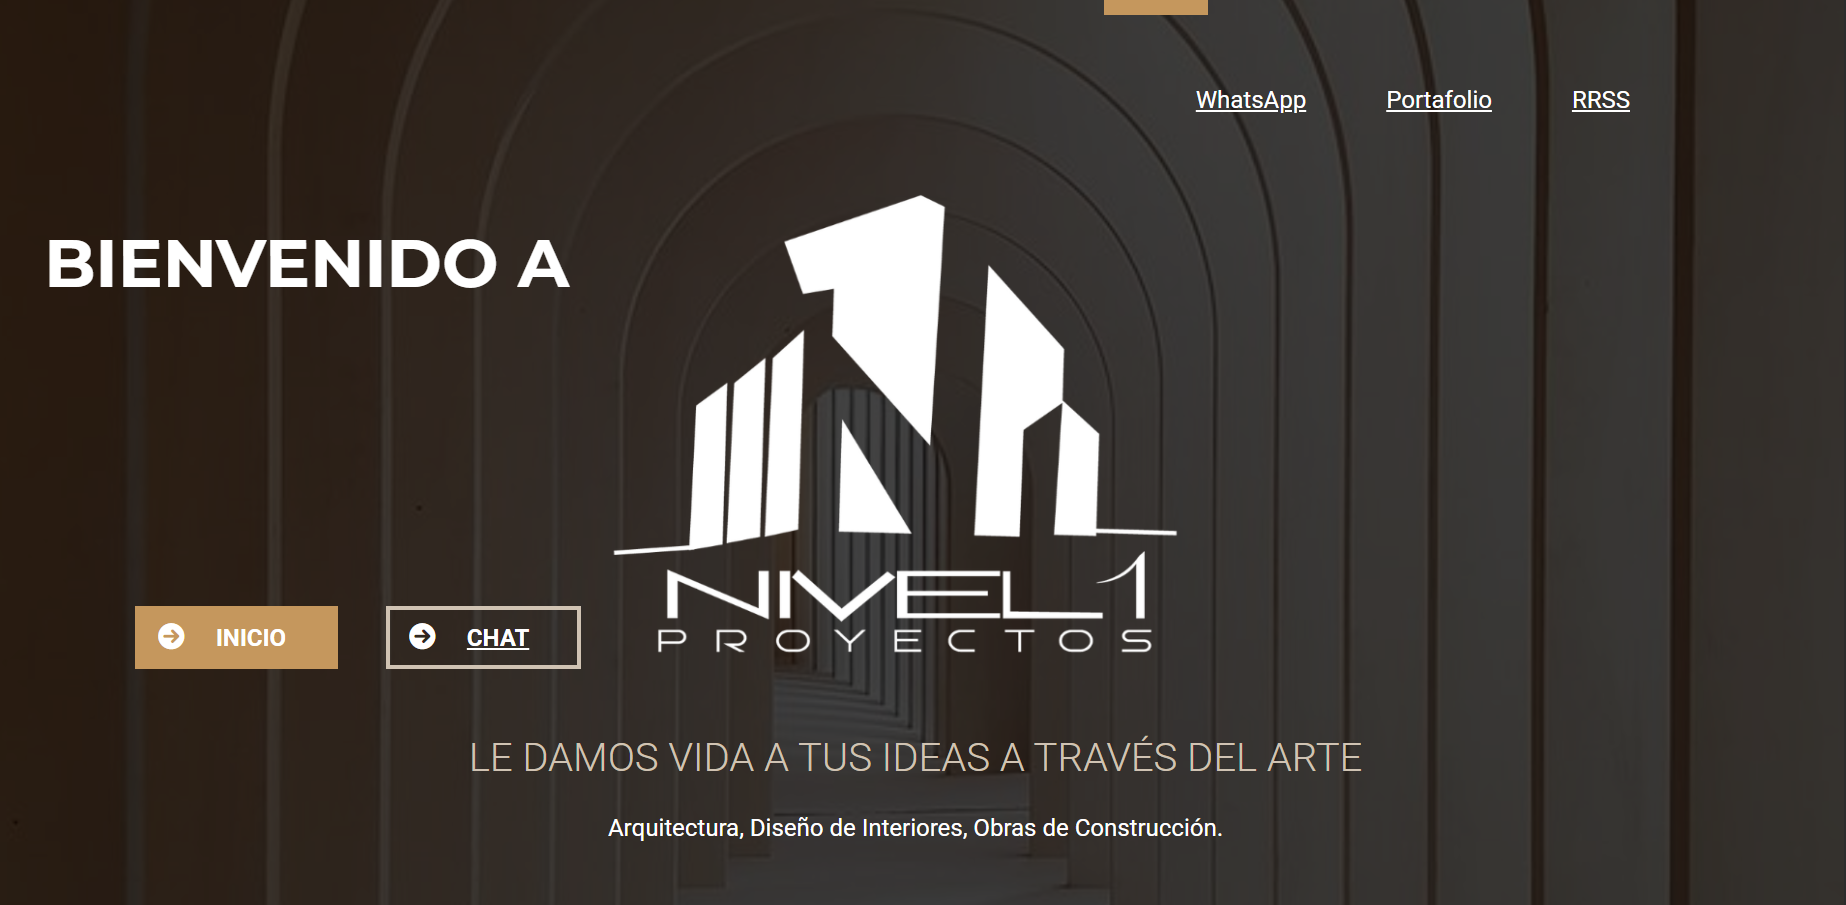 WhatsApp Portafolio RRSS
BIENVENIDO A
NIVEL 1
PROYECTOS
INICIO CHAT
LE DAMOS VIDA A TUS IDEAS A TRAVÉS DEL ARTE
Arquitectura, Diseño de Interiores, Obras de Construcción.